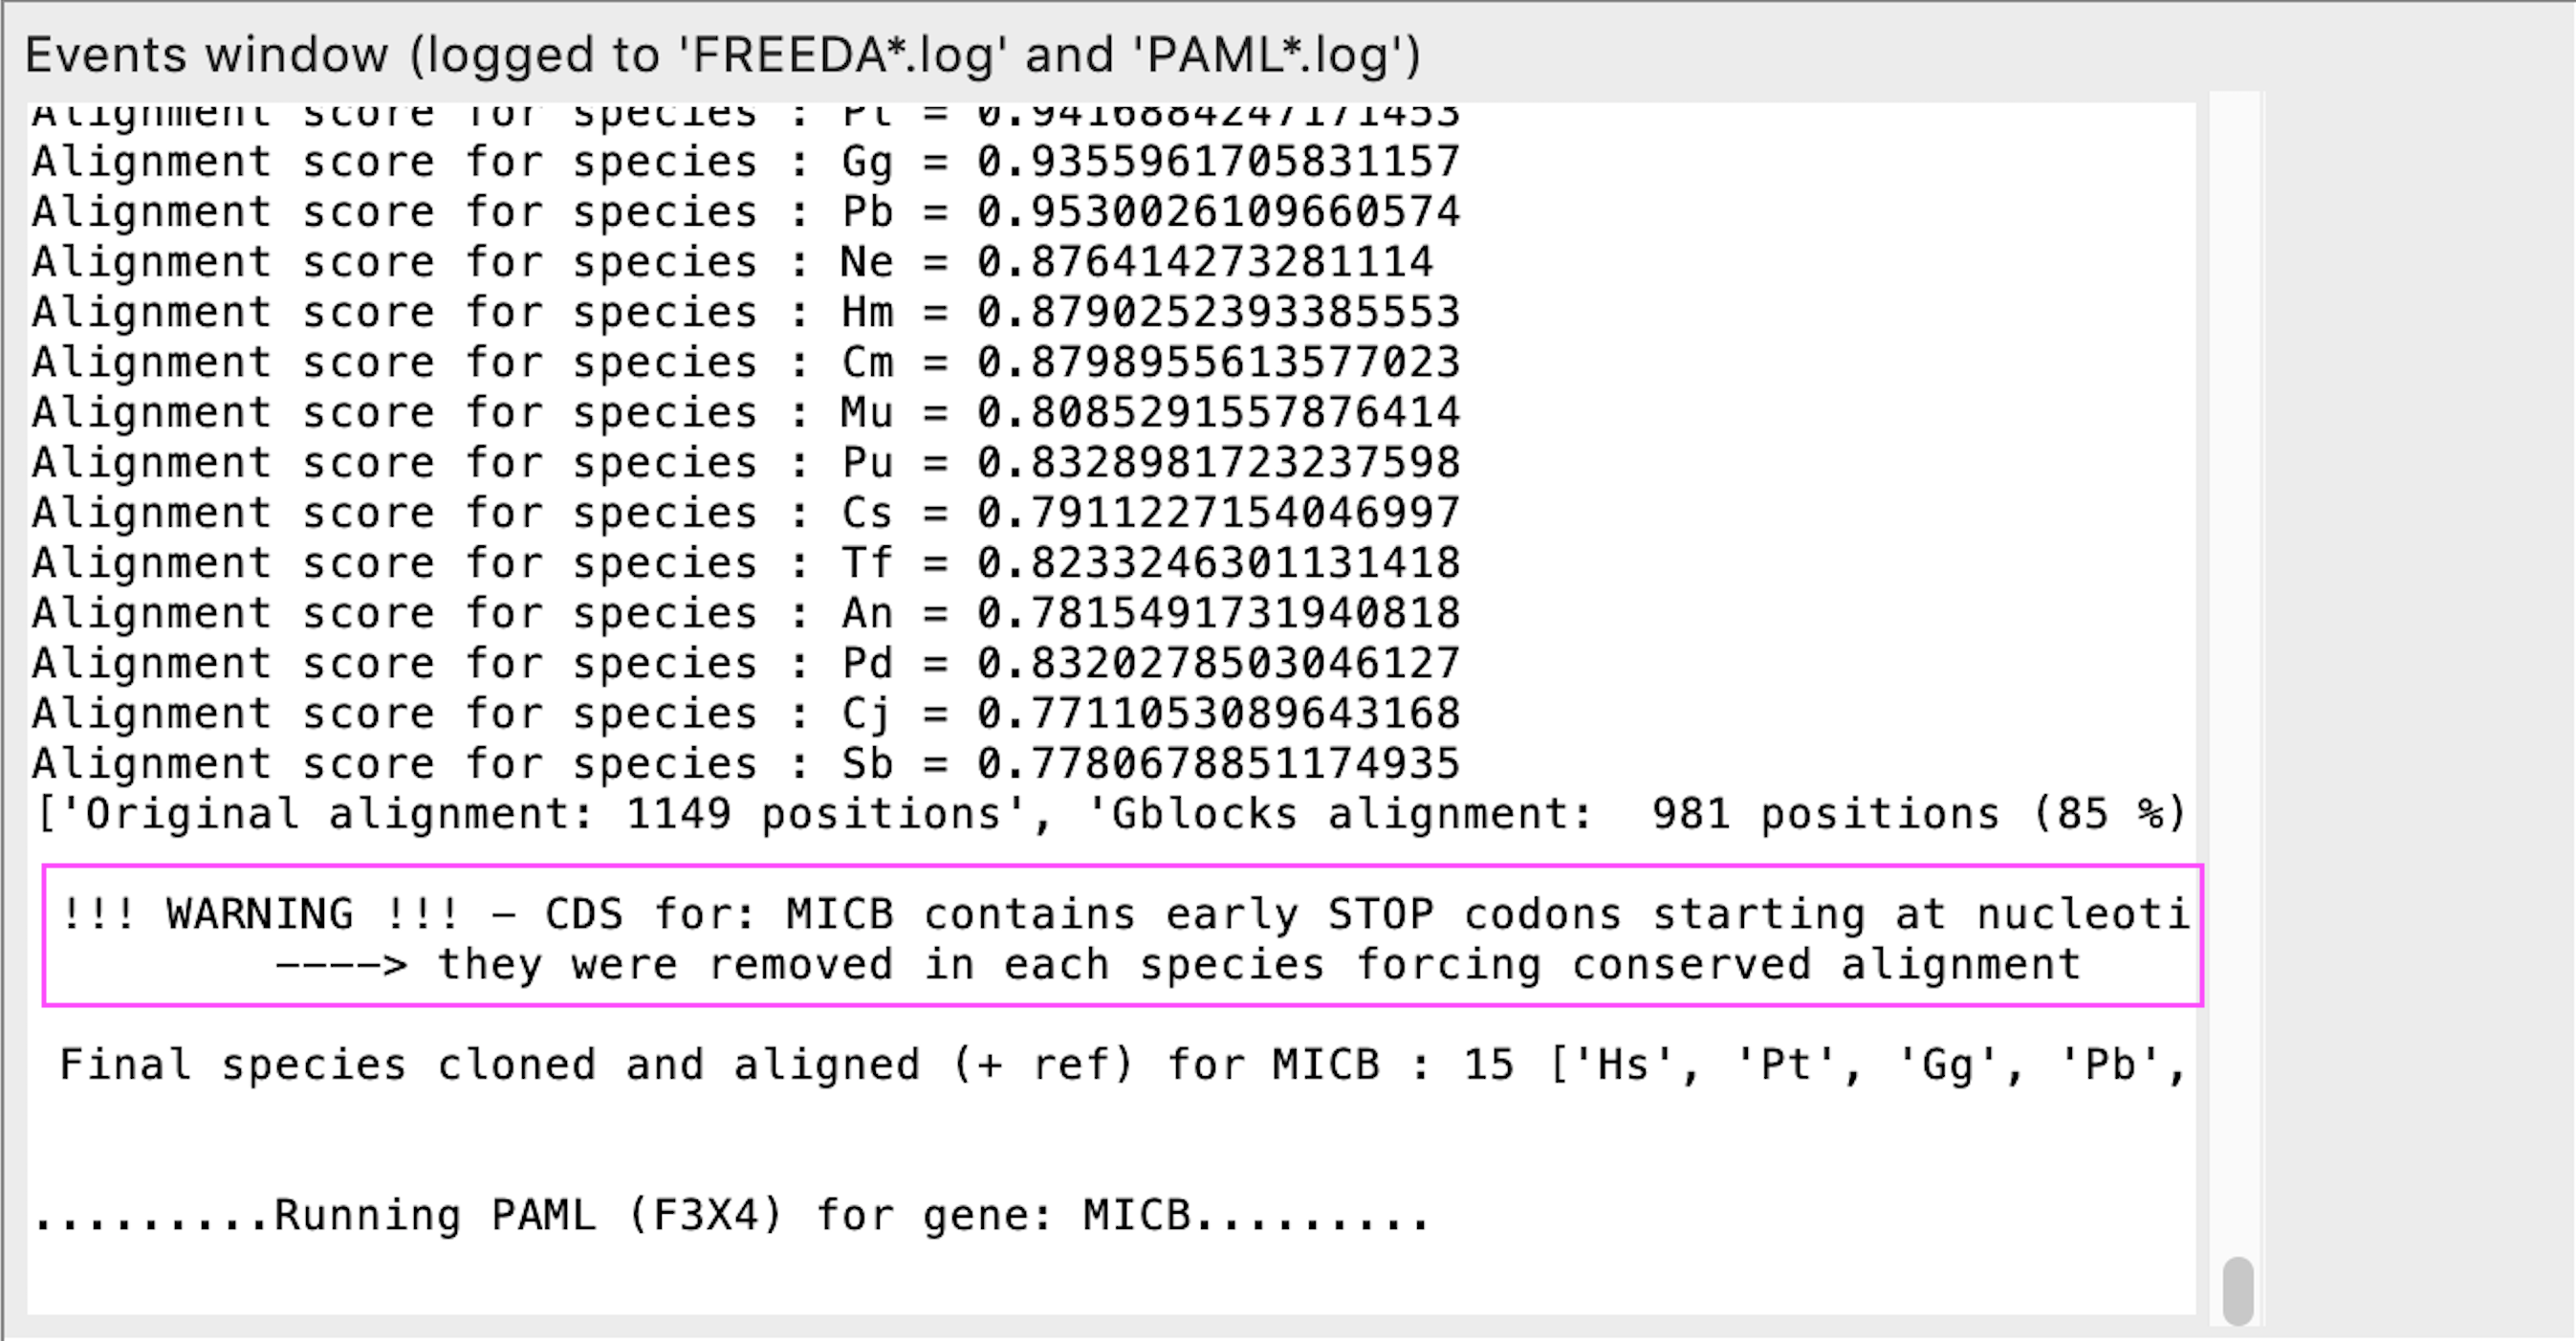 Events window (logged to 'FREEDA*.log' and 'PAML*.log')
Alignment score for species : Pt = 0.9416884247171453
Alignment score for species : Gg = 0.9355961705831157
Alignment score for species : Pb = 0.9530026109660574
Alignment score for species : Ne = 0.876414273281114
Alignment score for species : Hm = 0.8790252393385553
Alignment score for species : Cm = 0.8798955613577023
Alignment score for species : Mu = 0.8085291557876414
Alignment score for species : Pu = 0.8328981723237598
Alignment score for species : Cs = 0.7911227154046997
Alignment score for species : Tf = 0.8233246301131418
Alignment score for species : An = 0.7815491731940818
Alignment score for species : Pd = 0.8320278503046127
Alignment score for species : Cj = 0.7711053089643168
Alignment score for species : Sb = 0.7780678851174935
['Original alignment: 1149 positions', 'Gblocks alignment:  981 positions (85 %)
!!! WARNING !!! – CDS for: MICB contains early STOP codons starting at nucleoti
----> they were removed in each species forcing conserved alignment
Final species cloned and aligned (+ ref) for MICB : 15 ['Hs', 'Pt', 'Gg', 'Pb',
.........Running PAML (F3X4) for gene: MICB.........